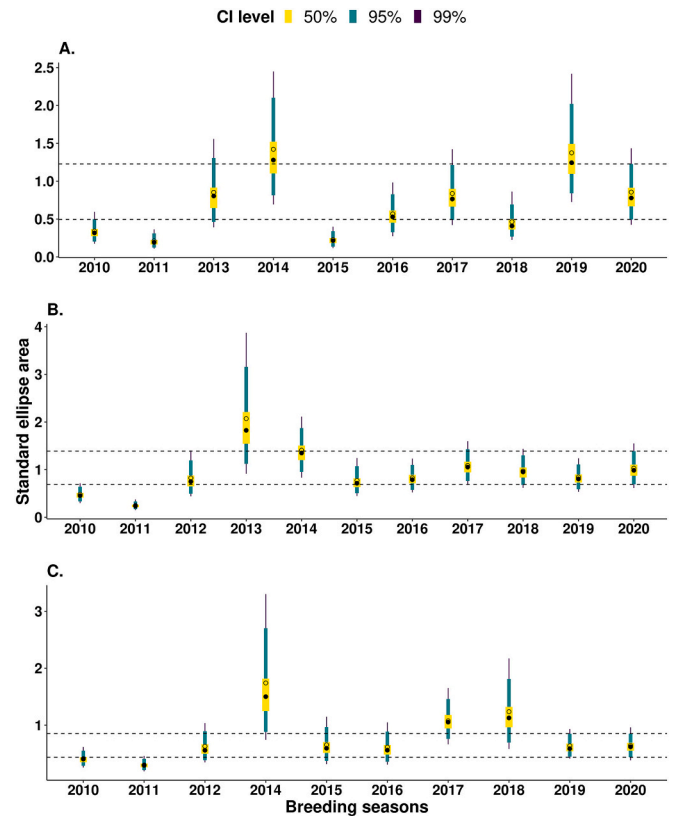 CI level 50% 95% 99%
A.
2.5
2.0
1.5
1.0
0.5
0.0
2010 2011 2013 2014 2015 2016 2017 2018 2019 2020
B.
Standard ellipse area
4
3
2
1
0
2010 2011 2012 2013 2014 2015 2016 2017 2018 2019 2020
C.
3
2
1
2010 2011 2012 2014 2015 2016 2017 2018 2019 2020
Breeding seasons